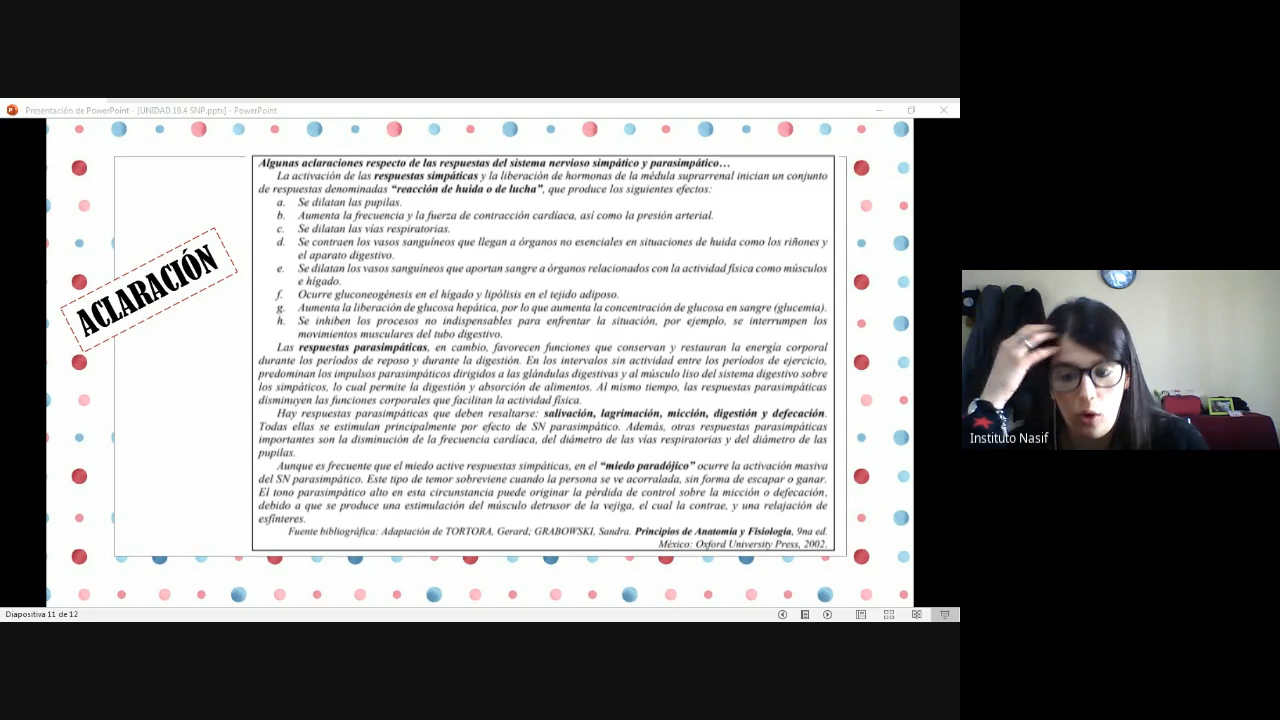 Presentación de PowerPoint - [UNIDAD 19.4 SNP.pptx] - PowerPoint
ACLARACIÓN
Algunas aclaraciones respecto de las respuestas del sistema nervioso simpático y parasimpático…
La activación de las respuestas simpáticas y la liberación de hormonas de la médula suprarrenal inician un conjunto
de respuestas denominadas “reacción de huida o de lucha”, que produce los siguientes efectos:
a. Se dilatan las pupilas.
b. Aumenta la frecuencia y la fuerza de contracción cardíaca, así como la presión arterial.
c. Se dilatan las vías respiratorias.
d. Se contraen los vasos sanguíneos que llegan a órganos no esenciales en situaciones de huida como los riñones y
el aparato digestivo.
e. Se dilatan los vasos sanguíneos que aportan sangre a órganos relacionados con la actividad física como músculos
e hígado.
f. Ocurre gluconeogénesis en el hígado y lipólisis en el tejido adiposo.
g. Aumenta la liberación de glucosa hepática, por lo que aumenta la concentración de glucosa en sangre (glucemia).
h. Se inhiben los procesos no indispensables para enfrentar la situación, por ejemplo, se interrumpen los
movimientos musculares del tubo digestivo.
Las respuestas parasimpáticas, en cambio, favorecen funciones que conservan y restauran la energía corporal
durante los períodos de reposo y durante la digestión. En los intervalos sin actividad entre los períodos de ejercicio,
predominan los impulsos parasimpáticos dirigidos a las glándulas digestivas y al músculo liso del sistema digestivo sobre
los simpáticos, lo cual permite la digestión y absorción de alimentos. Al mismo tiempo, las respuestas parasimpáticas
disminuyen las funciones corporales que facilitan la actividad física.
Hay respuestas parasimpáticas que deben resaltarse: salivación, lagrimación, micción, digestión y defecación.
Todas ellas se estimulan principalmente por efecto de SN parasimpático. Además, otras respuestas parasimpáticas
importantes son la disminución de la frecuencia cardíaca, del diámetro de las vías respiratorias y del diámetro de las
pupilas.
Aunque es frecuente que el miedo active respuestas simpáticas, en el “miedo paradójico” ocurre la activación masiva
del SN parasimpático. Este tipo de temor sobreviene cuando la persona se ve acorralada, sin forma de escapar o ganar.
El tono parasimpático alto en esta circunstancia puede originar la pérdida de control sobre la micción o defecación,
debido a que se produce una estimulación del músculo detrusor de la vejiga, el cual la contrae, y una relajación de
esfínteres.
Fuente bibliográfica: Adaptación de TORTORA, Gerard; GRABOWSKI, Sandra. Principios de Anatomía y Fisiología, 9na ed.
México: Oxford University Press, 2002.
Diapositiva 11 de 12
Instituto Nasif